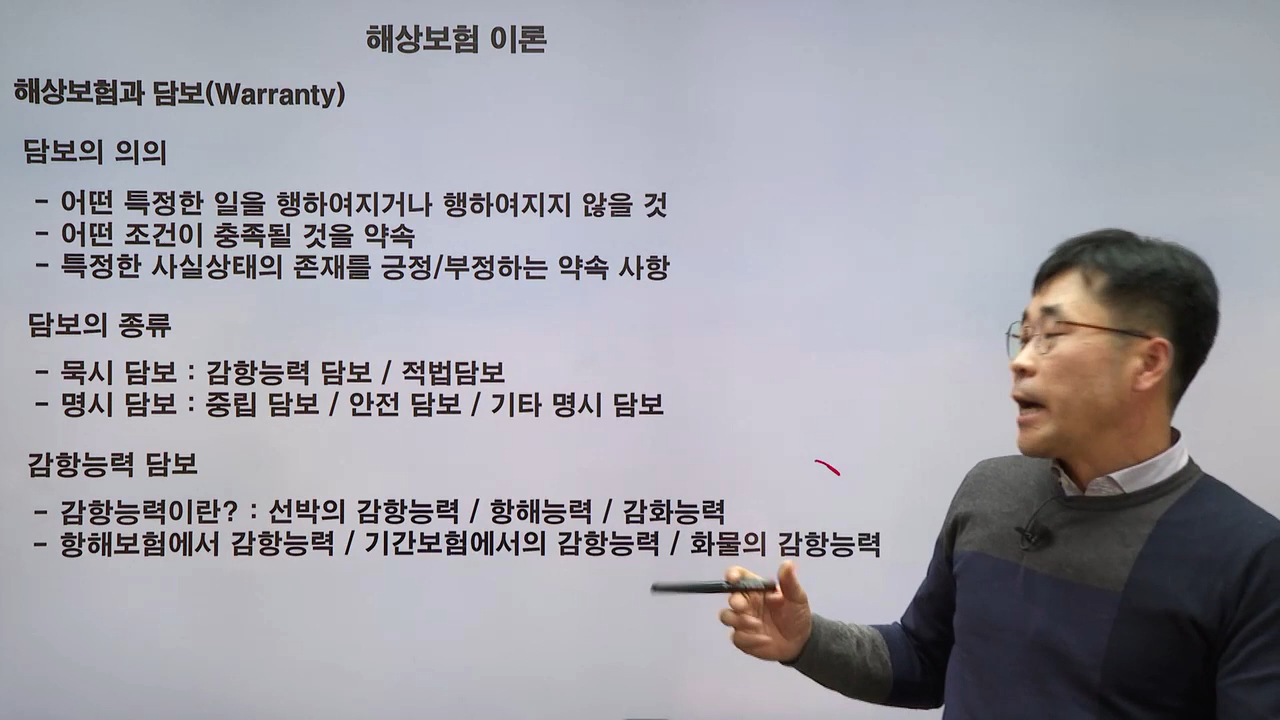 해상보험 이론
해상보험과 담보(Warranty)
담보의 의의
- 어떤 특정한 일을 행하여지거나 행하여지지 않을 것
- 어떤 조건이 충족될 것을 약속
- 특정한 사실상태의 존재를 긍정/부정하는 약속 사항
담보의 종류
- 묵시 담보 : 감항능력 담보 / 적법담보
- 명시 담보 : 중립 담보 / 안전 담보 / 기타 명시 담보
감항능력 담보
- 감항능력이란? : 선박의 감항능력 / 항해능력 / 감화능력
- 항해보험에서 감항능력 / 기간보험에서의 감항능력 / 화물의 감항능력